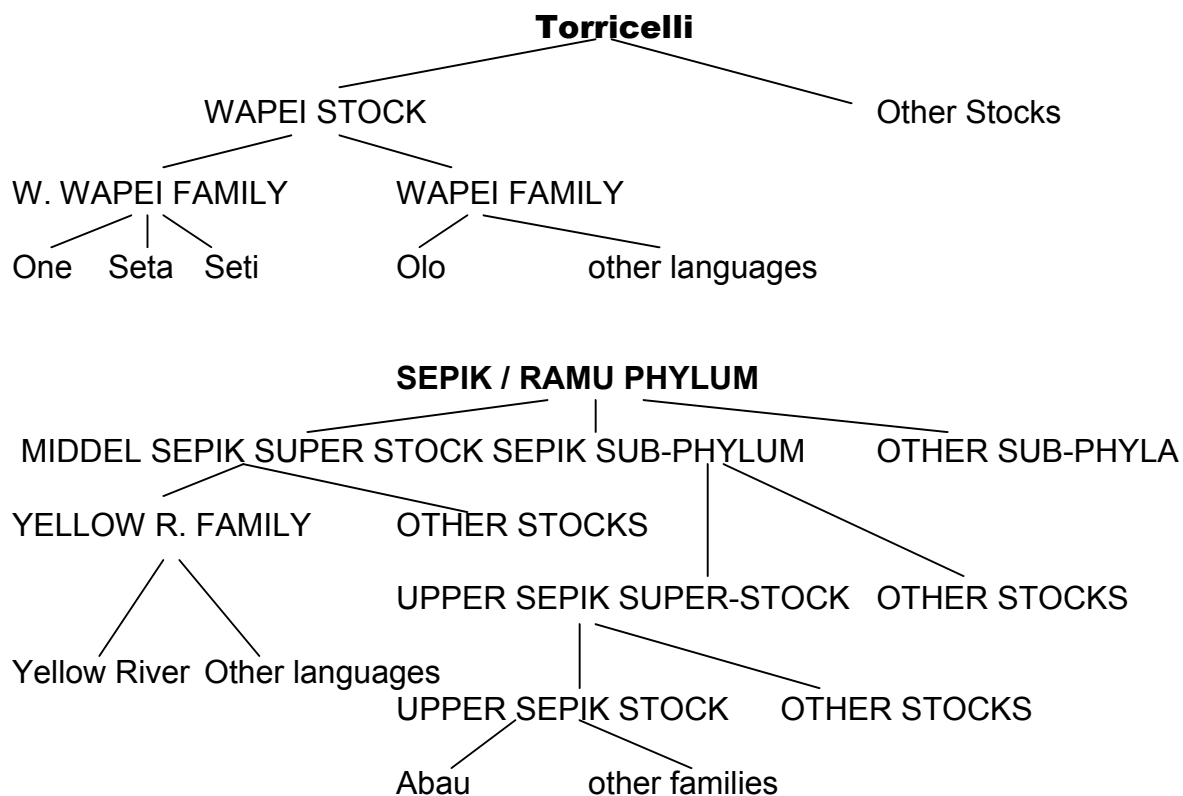 Torricelli
WAPEI STOCK Other Stocks
W. WAPEI FAMILY WAPEI FAMILY
One Seta Seti Olo other languages
SEPIK / RAMU PHYLUM
MIDDEL SEPIK SUPER STOCK SEPIK SUB-PHYLUM OTHER SUB-PHYLA
YELLOW R. FAMILY OTHER STOCKS
UPPER SEPIK SUPER-STOCK OTHER STOCKS
Yellow River Other languages
UPPER SEPIK STOCK OTHER STOCKS
Abau other families